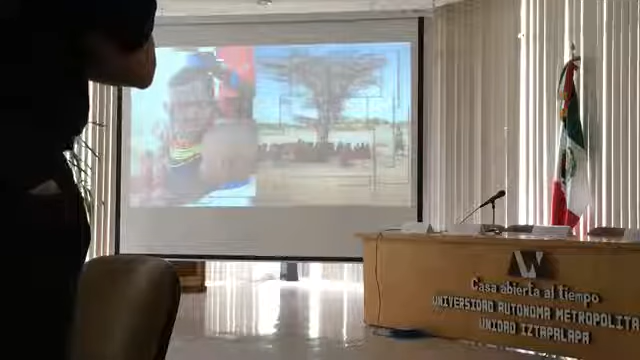 Casa abierta al tiempo
UNIVERSIDAD AUTONOMA METROPOLITA
UNIDAD IZTAPALAPA